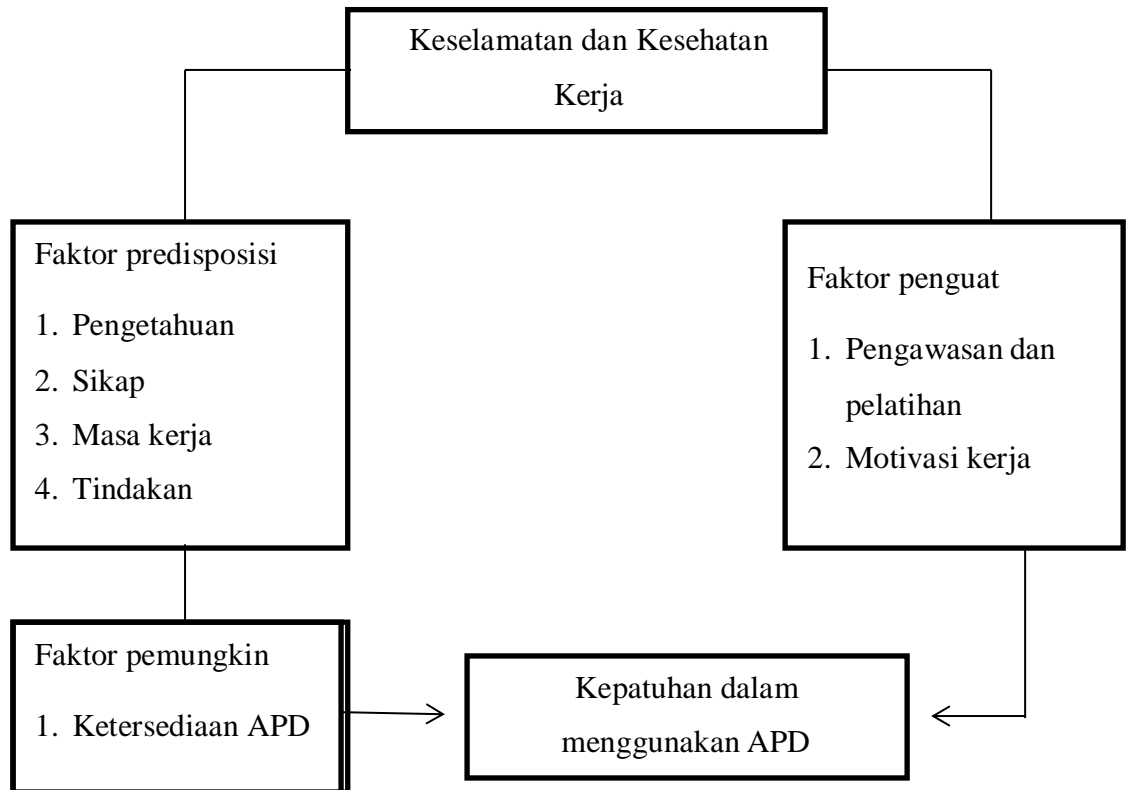 Keselamatan dan Kesehatan
Kerja
Faktor predisposisi
1. Pengetahuan
2. Sikap
3. Masa kerja
4. Tindakan
Faktor penguat
1. Pengawasan dan
pelatihan
2. Motivasi kerja
Faktor pemungkin
1. Ketersediaan APD
Kepatuhan dalam
menggunakan APD